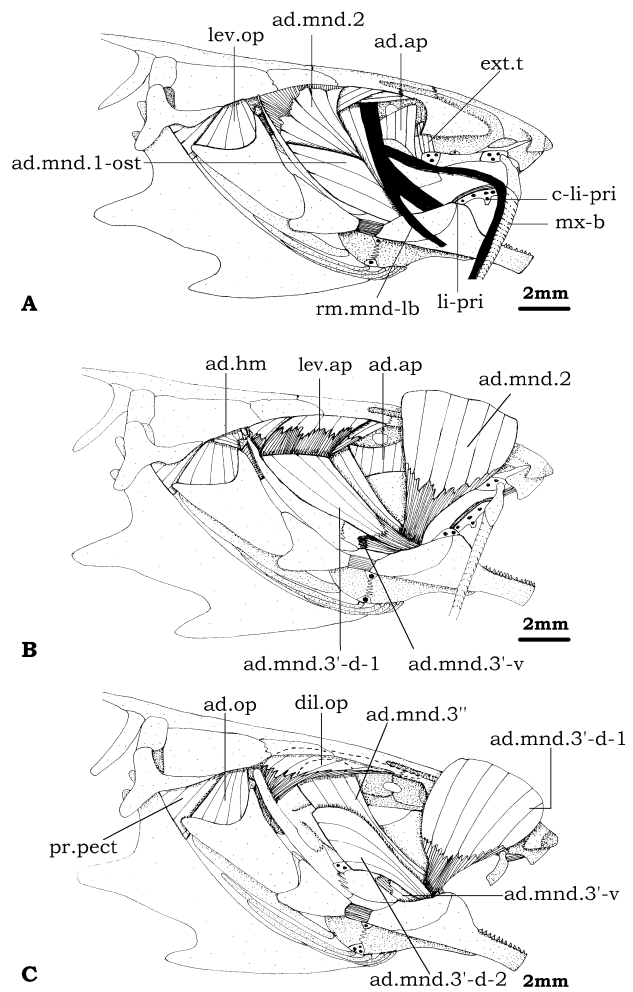 ad.mnd.2
lev.op
ad.ap
ext.t
ad.mnd.1-ost
c-li-pri
mx-b
li-pri
rm.mnd-lb
2mm
A
ad.hm
lev.ap
ad.ap
ad.mnd.2
2mm
B
ad.mnd.3'-d-1
ad.mnd.3'-v
ad.op
dil.op
ad.mnd.3''
ad.mnd.3'-d-1
pr.pect
ad.mnd.3'-v
C
ad.mnd.3'-d-2
2mm